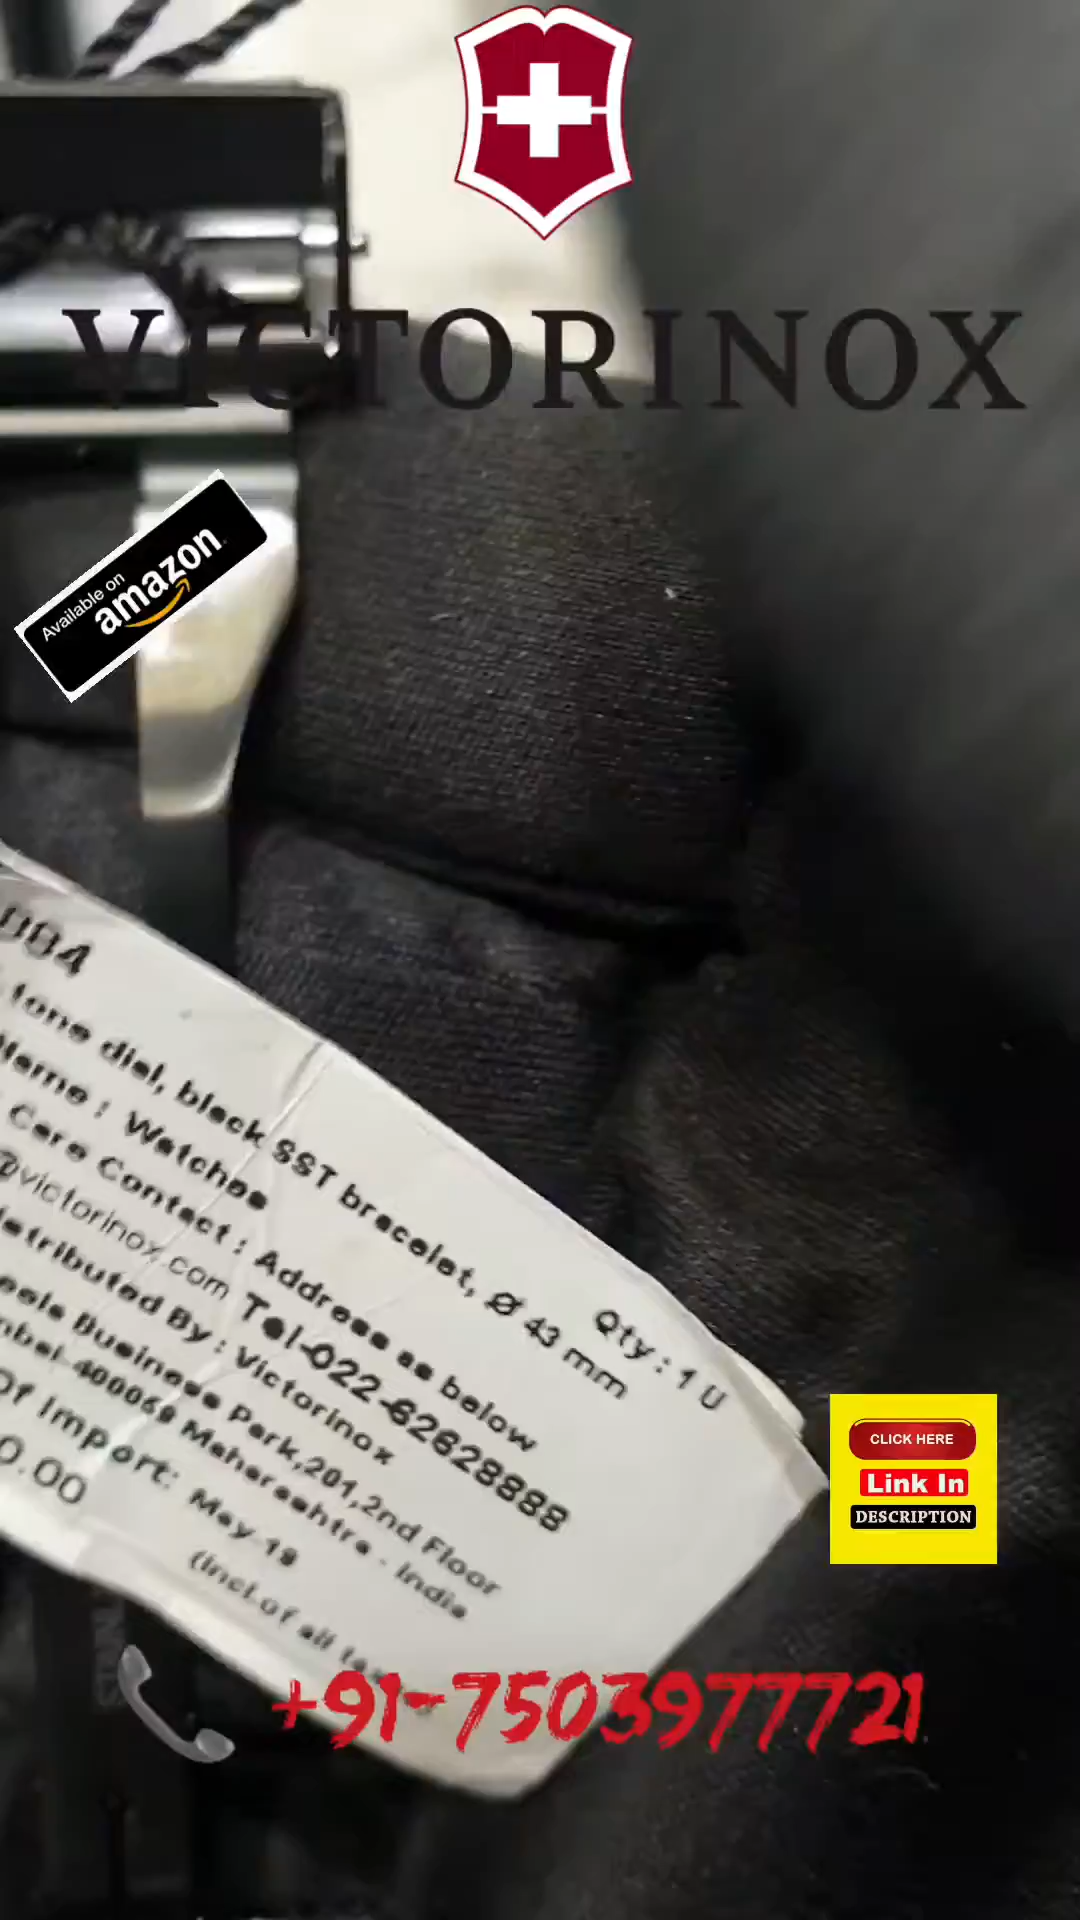 VICTORINOX
Available on
amazon
004
tone dial, black SST bracelet, Ø 43 mm
Qty : 1 U
Name : Watches
Care Contact : Address as below
@victorinox.com Tel-022-62628888
By : Victorinox
Business Park,201,2nd Floor
400069 Maharashtra - India
Of Import: May-19
0.00
(Incl.of all tax
CLICK HERE
Link In
DESCRIPTION
+91-7503977721